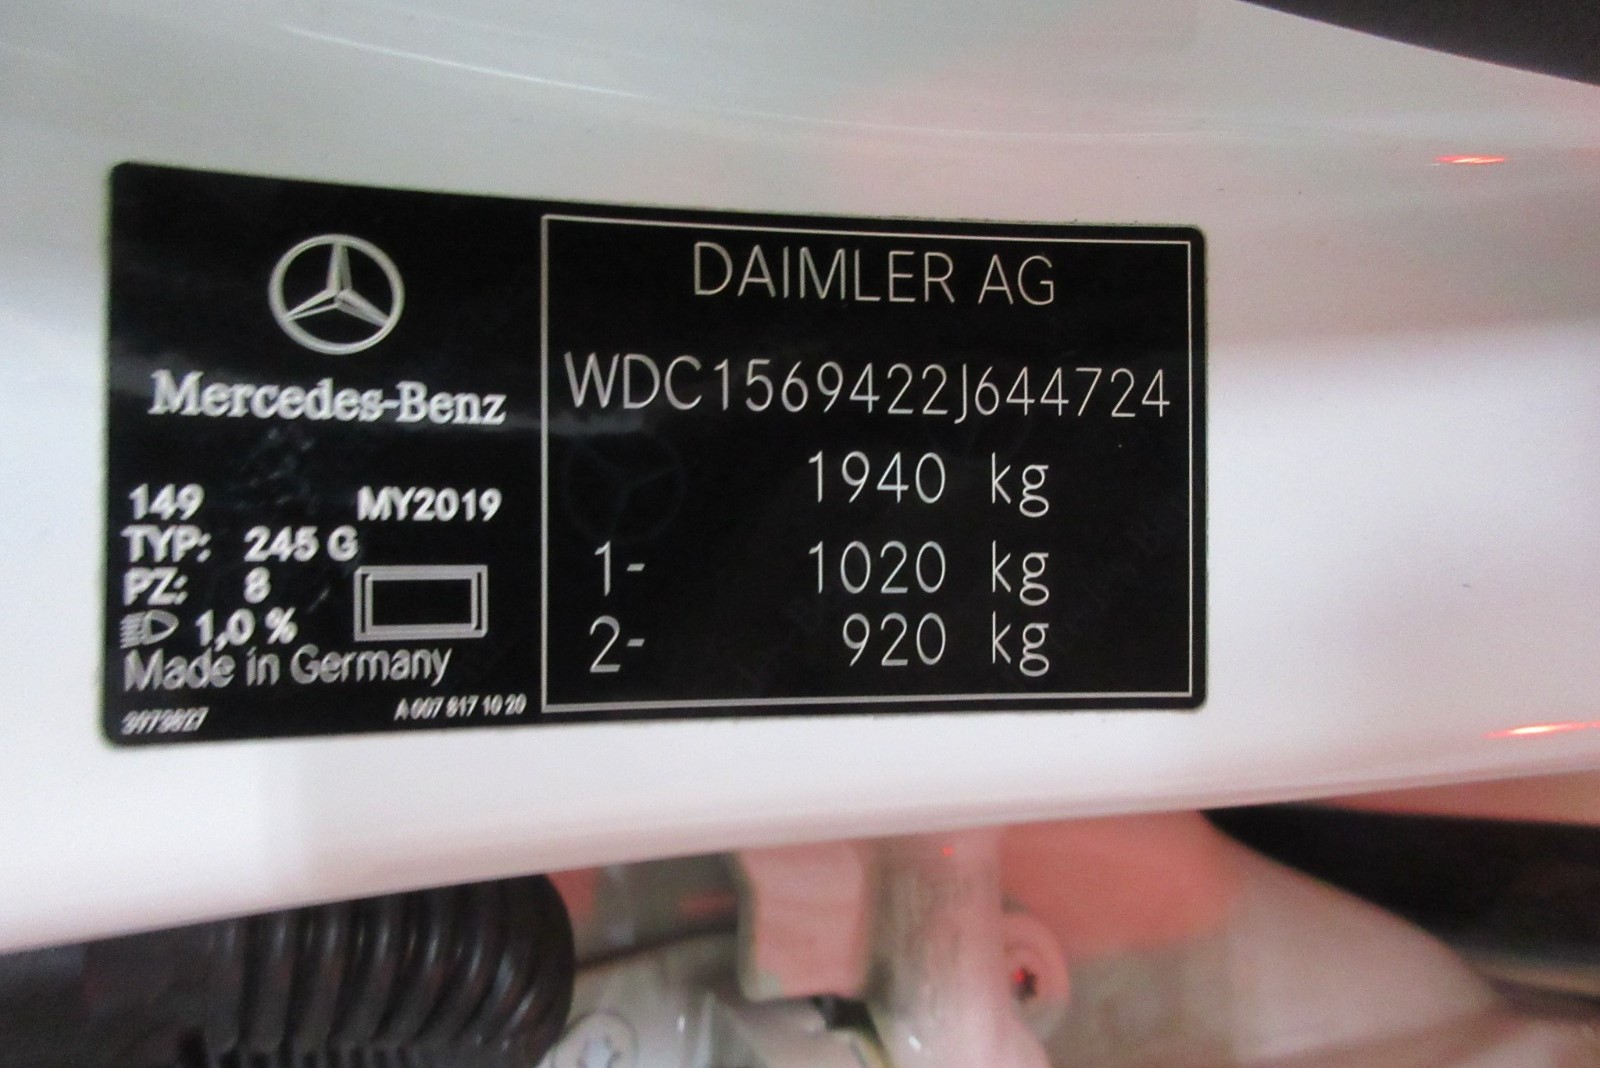 Mercedes-Benz
149 MY2019
TYP: 245 G
PZ: 8
1,0 %
Made in Germany
3973827 A 007 817 10 20
DAIMLER AG
WDC1569422J644724
1940 kg
1- 1020 kg
2- 920 kg